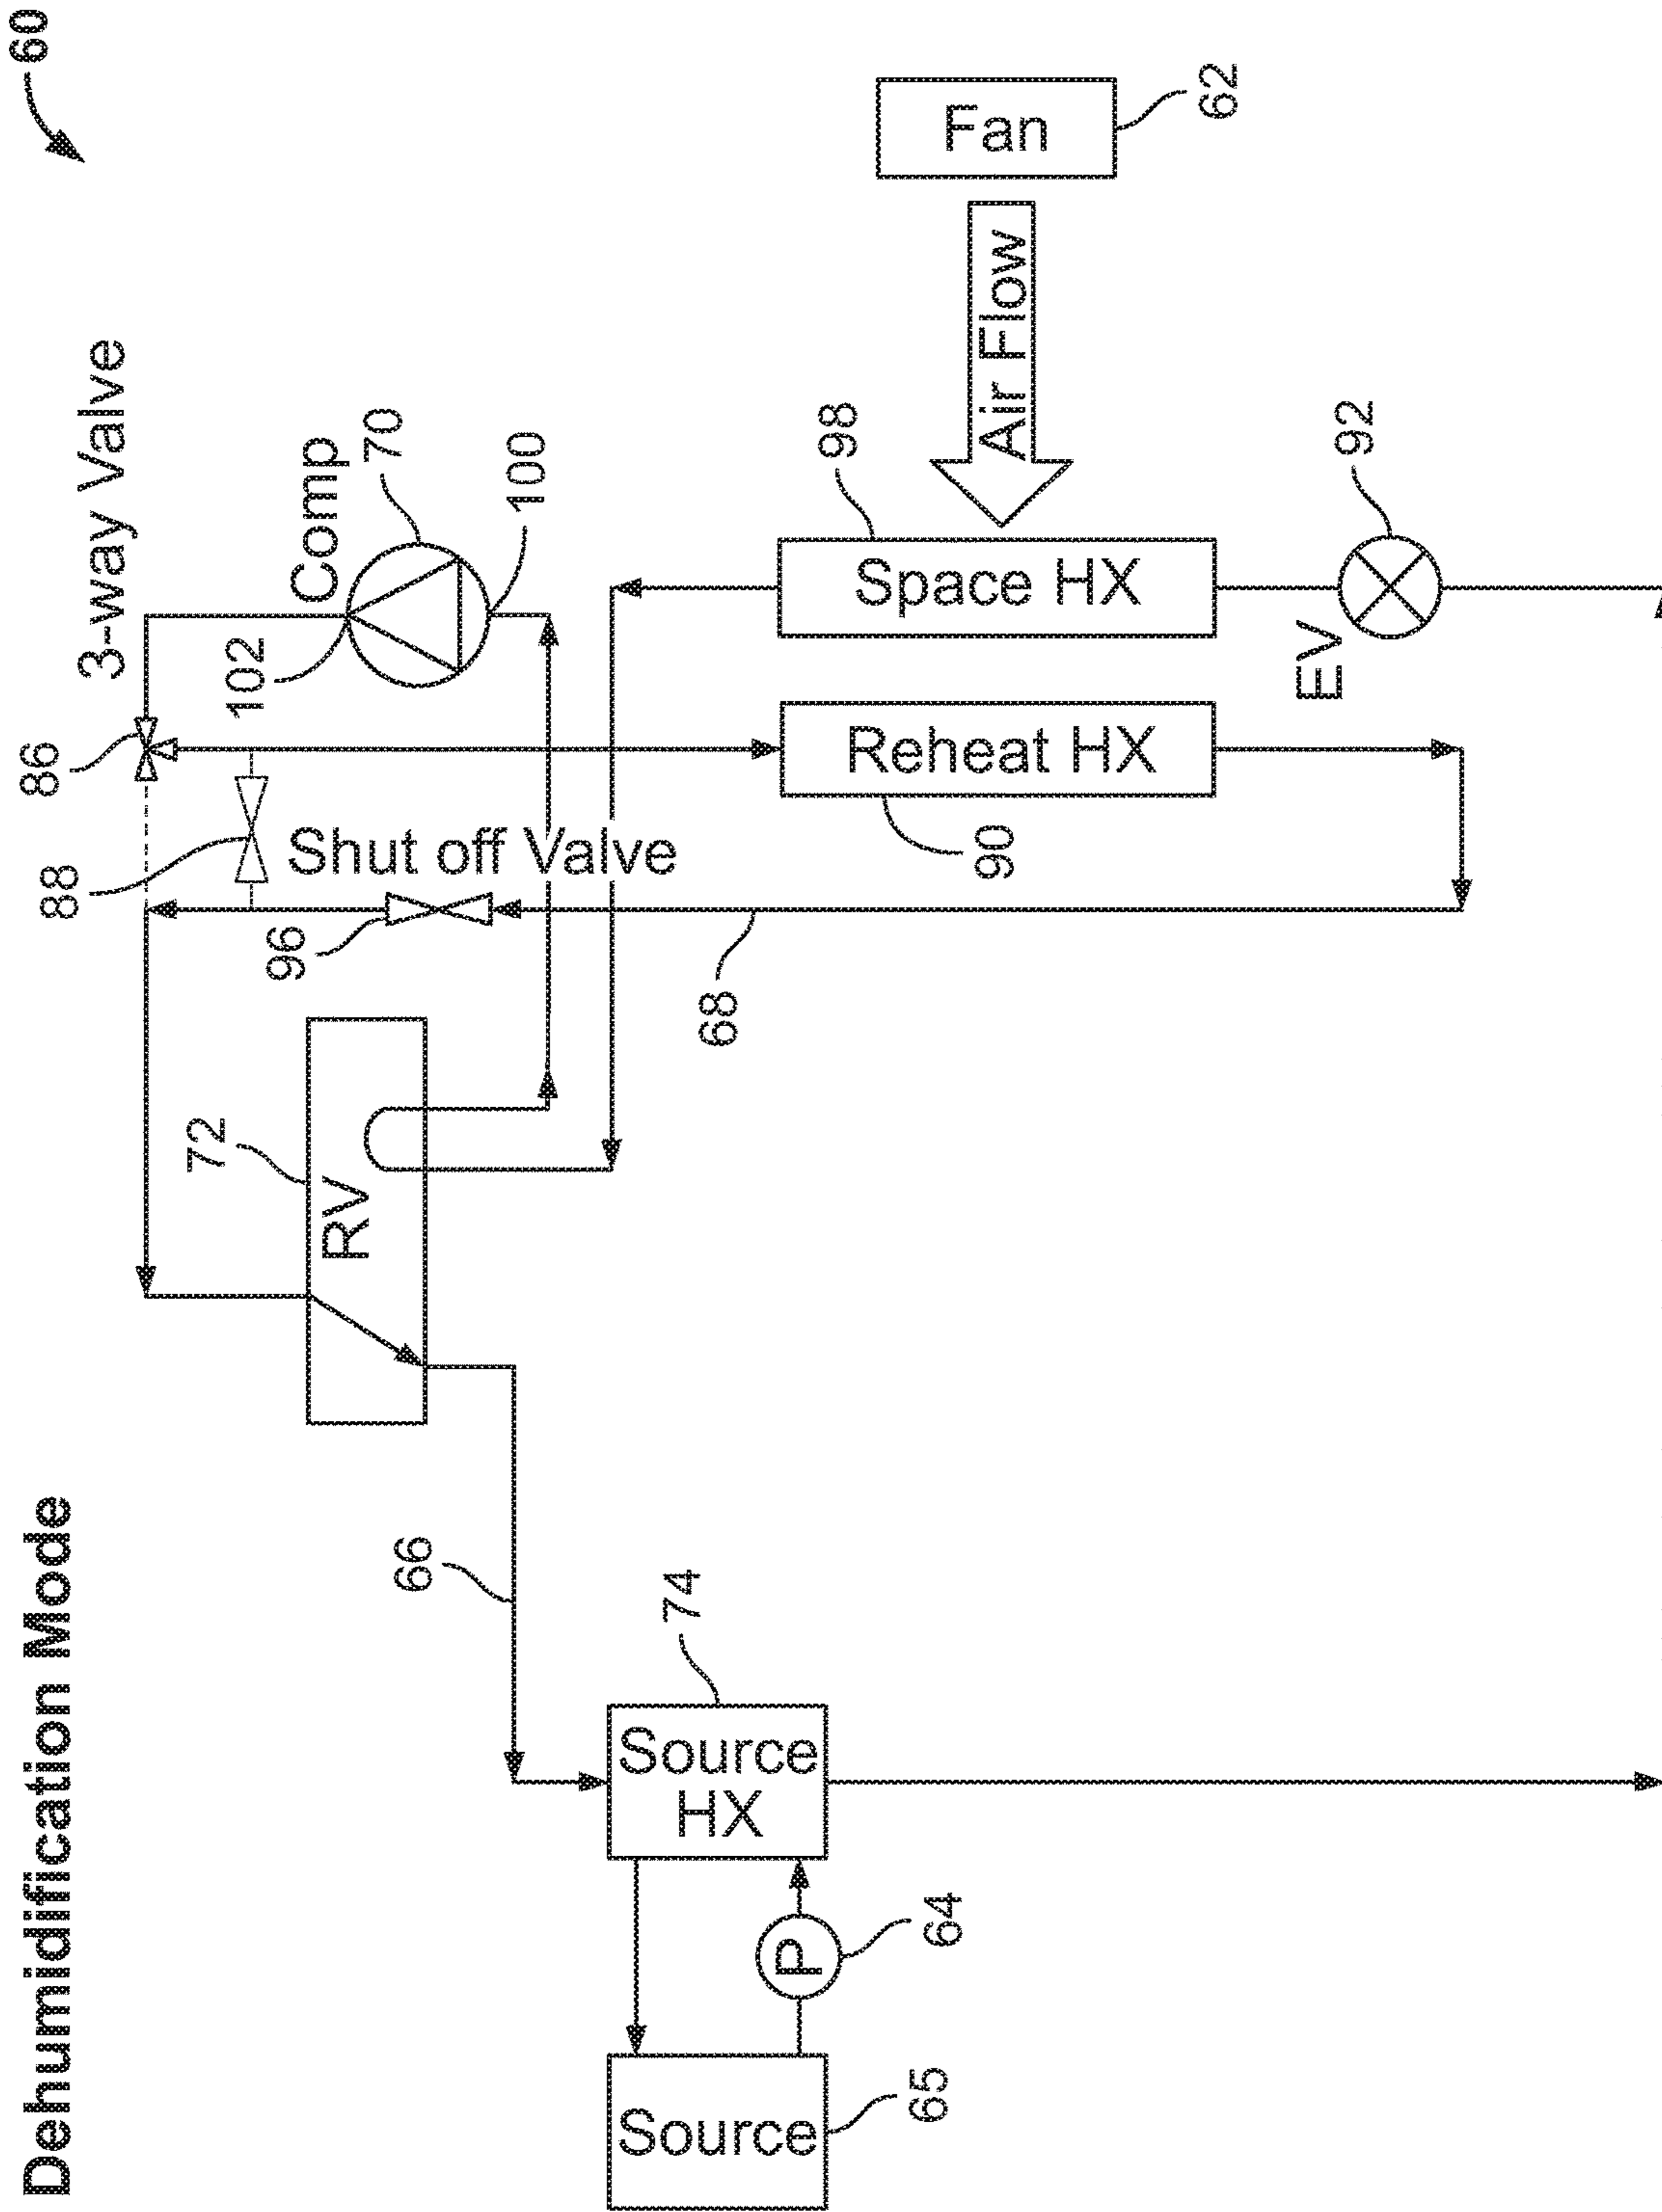 Dehumidification Mode
60
3-way Valve
86
88
102
Comp
70
100
Shut off Valve
96
72
RV
66
68
74
Source
HX
P
64
Source
65
98
Space HX
Reheat HX
90
Air Flow
Fan
62
EV
92